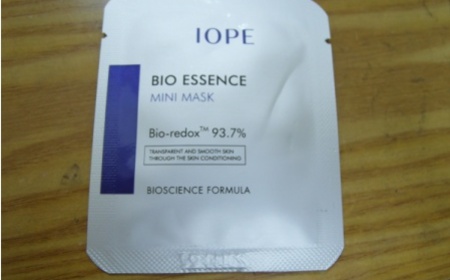 IOPE
BIO ESSENCE
MINI MASK
Bio-redox™ 93.7%
TRANSPARENT AND SMOOTH SKIN
THROUGH THE SKIN CONDITIONING
BIOSCIENCE FORMULA